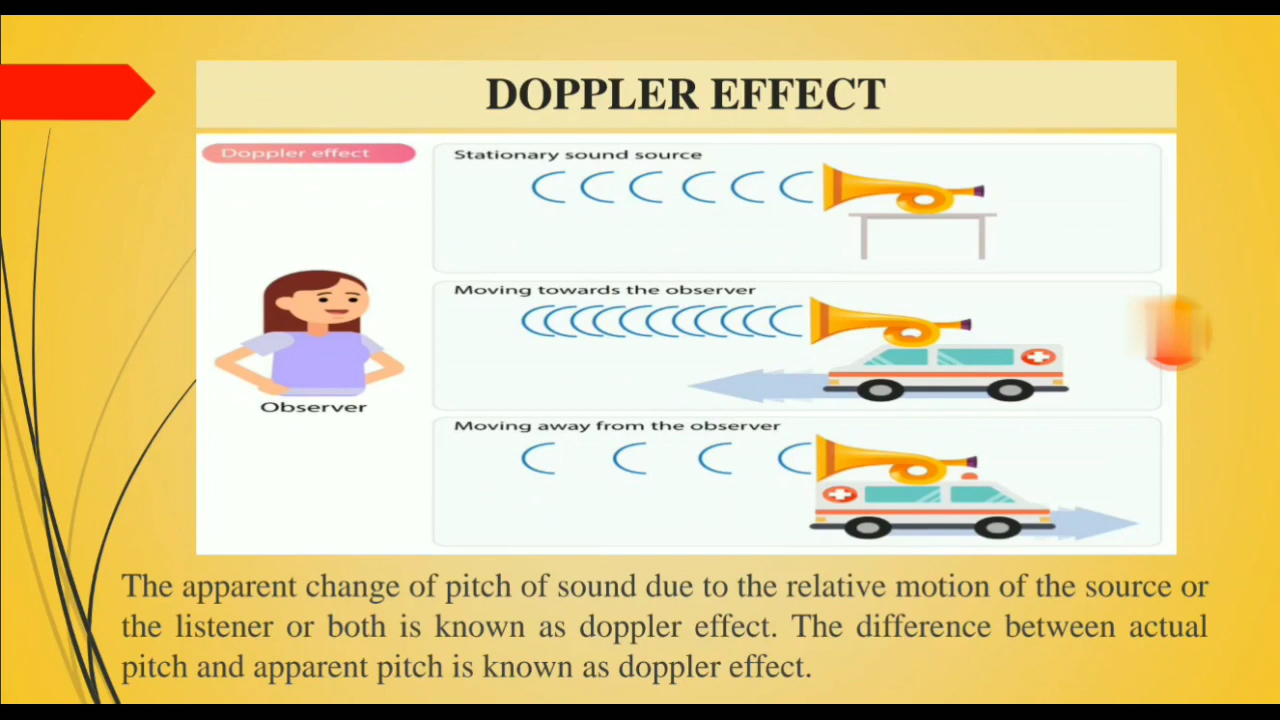 DOPPLER EFFECT
Doppler effect
Stationary sound source
Moving towards the observer
Observer
Moving away from the observer
The apparent change of pitch of sound due to the relative motion of the source or
the listener or both is known as doppler effect. The difference between actual
pitch and apparent pitch is known as doppler effect.